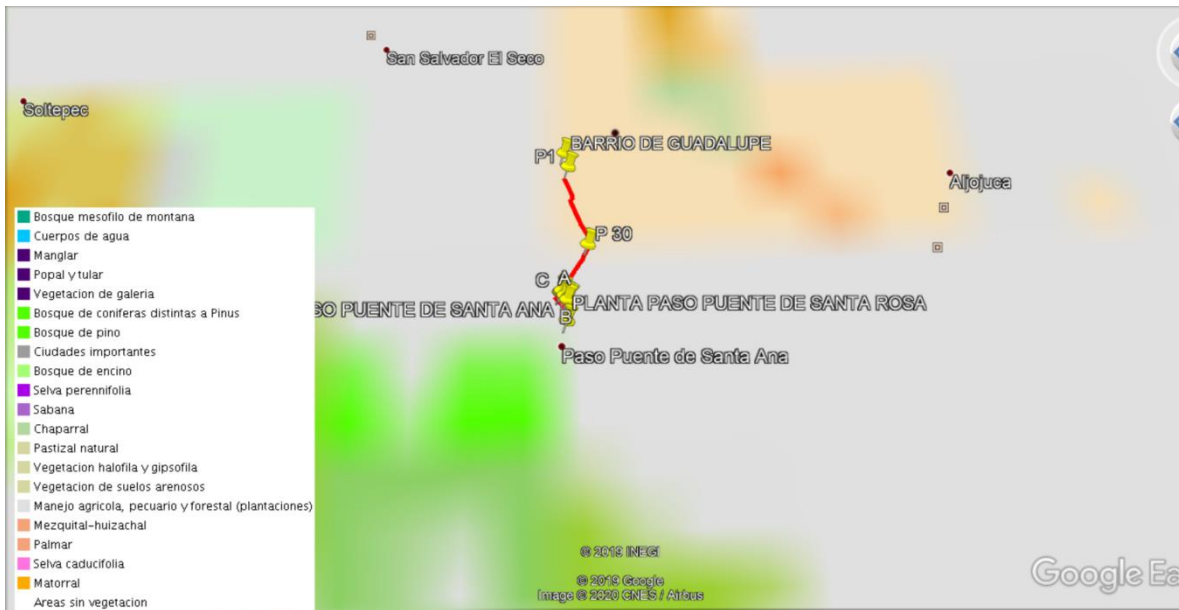 San Salvador El Seco
Soltepec
BARRIO DE GUADALUPE
P1
Aljojuca
P 30
C
A
SO PUENTE DE SANTA ANA
PLANTA PASO PUENTE DE SANTA ROSA
B
Paso Puente de Santa Ana
Bosque mesofilo de montana
Cuerpos de agua
Manglar
Popal y tular
Vegetacion de galeria
Bosque de coniferas distintas a Pinus
Bosque de pino
Ciudades importantes
Bosque de encino
Selva perennifolia
Sabana
Chaparral
Pastizal natural
Vegetacion halofila y gipsofila
Vegetacion de suelos arenosos
Manejo agricola, pecuario y forestal (plantaciones)
Mezquital-huizachal
Palmar
Selva caducifolia
Matorral
Areas sin vegetacion
© 2019 INEGI
© 2019 Google
Image © 2020 CNES / Airbus
Google Ea